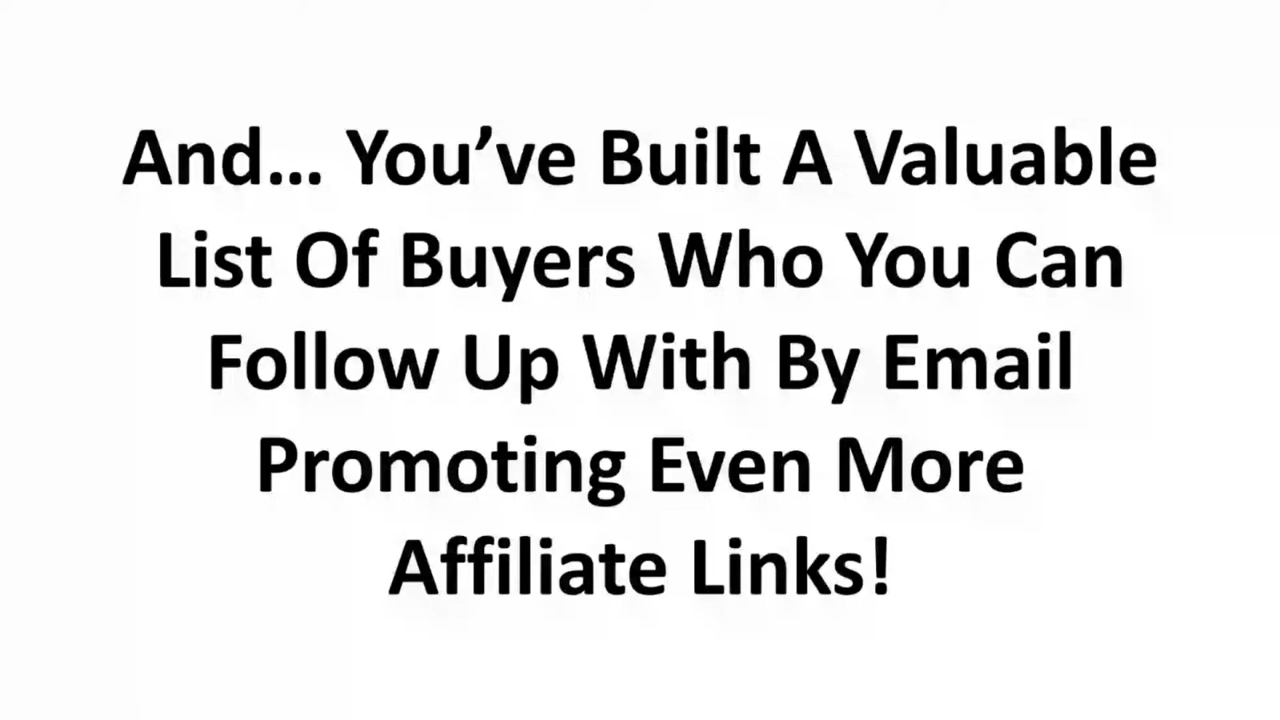 And... You’ve Built A Valuable
List Of Buyers Who You Can
Follow Up With By Email
Promoting Even More
Affiliate Links!